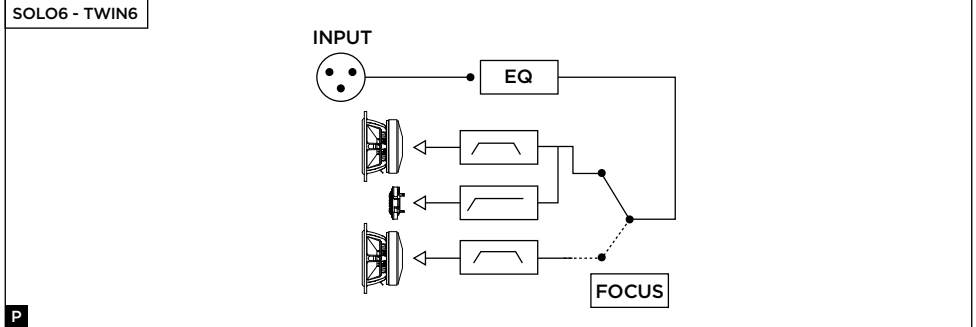 SOLO6 - TWIN6
INPUT
EQ
FOCUS
P